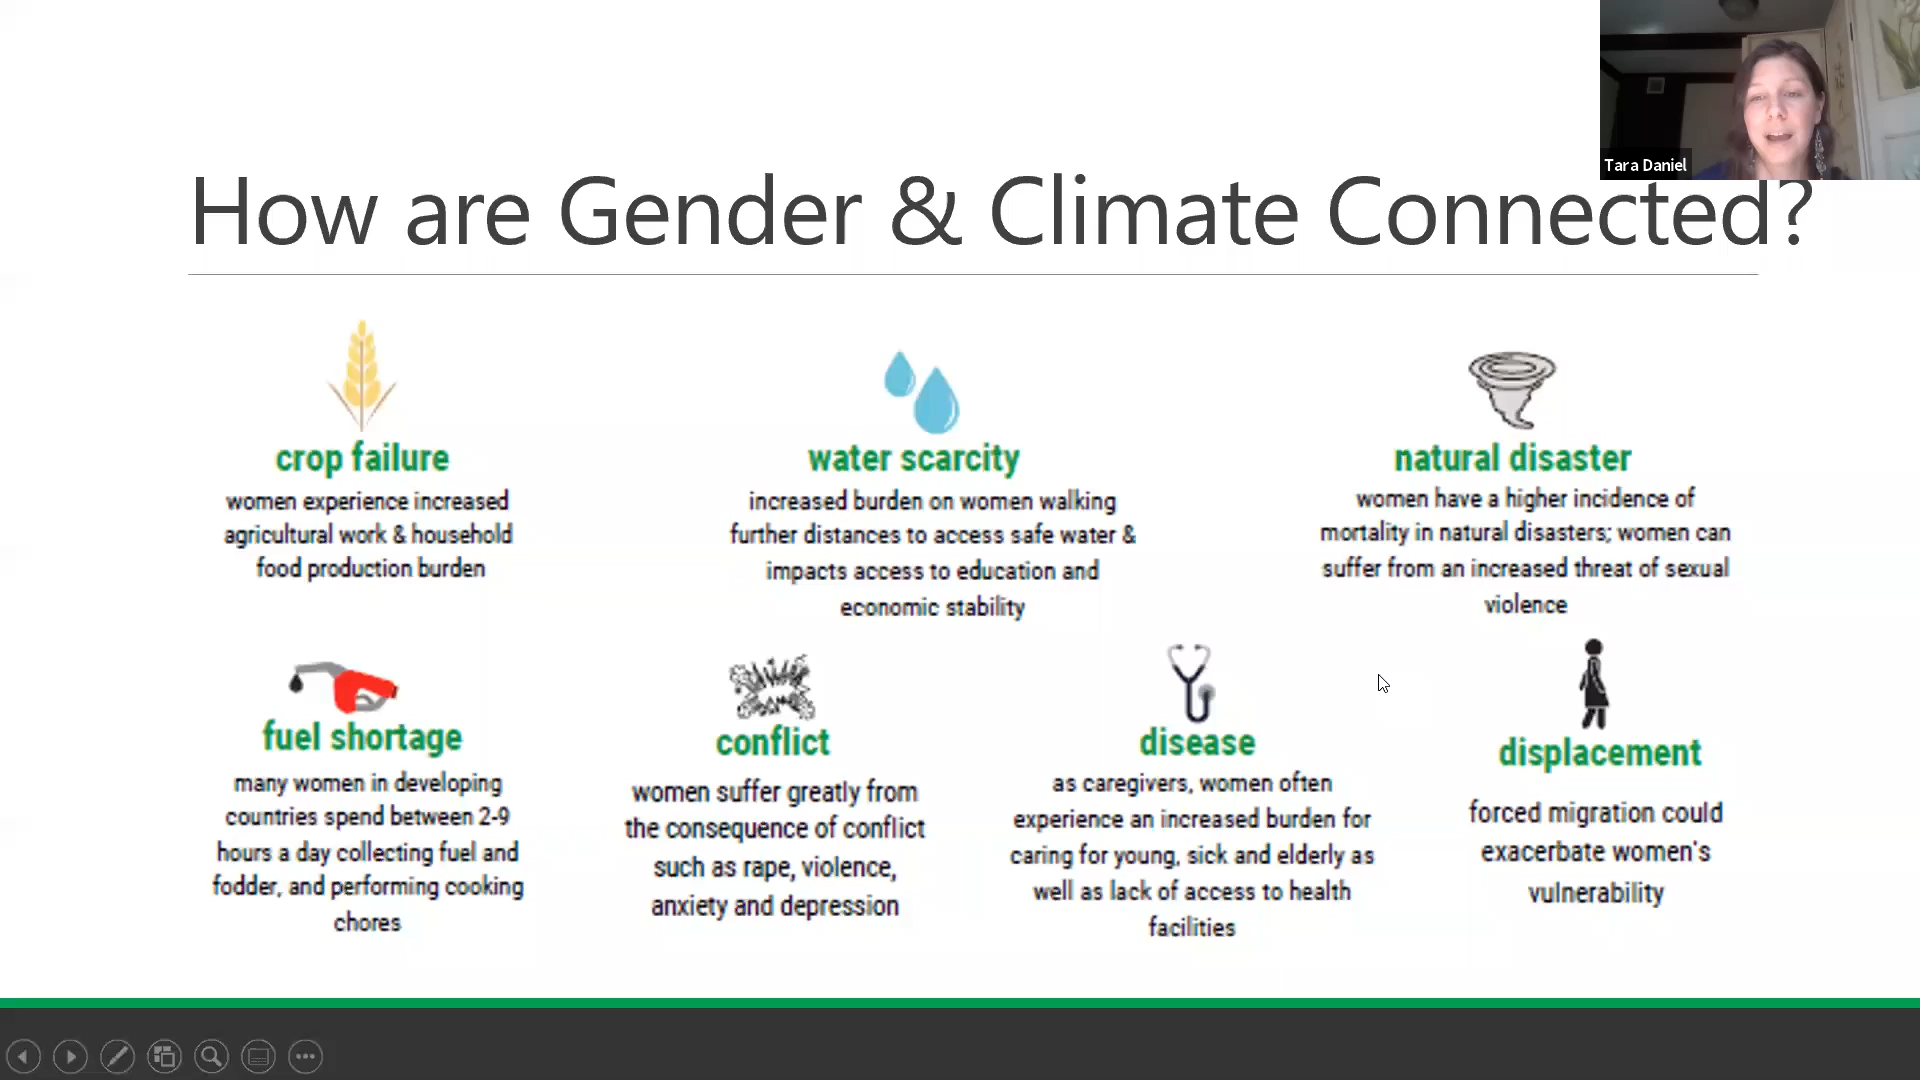 Tara Daniel
How are Gender & Climate Connected?
crop failure
women experience increased
agricultural work & household
food production burden
water scarcity
increased burden on women walking
further distances to access safe water &
impacts access to education and
economic stability
natural disaster
women have a higher incidence of
mortality in natural disasters; women can
suffer from an increased threat of sexual
violence
fuel shortage
many women in developing
countries spend between 2-9
hours a day collecting fuel and
fodder, and performing cooking
chores
conflict
women suffer greatly from
the consequence of conflict
such as rape, violence,
anxiety and depression
disease
as caregivers, women often
experience an increased burden for
caring for young, sick and elderly as
well as lack of access to health
facilities
displacement
forced migration could
exacerbate women's
vulnerability